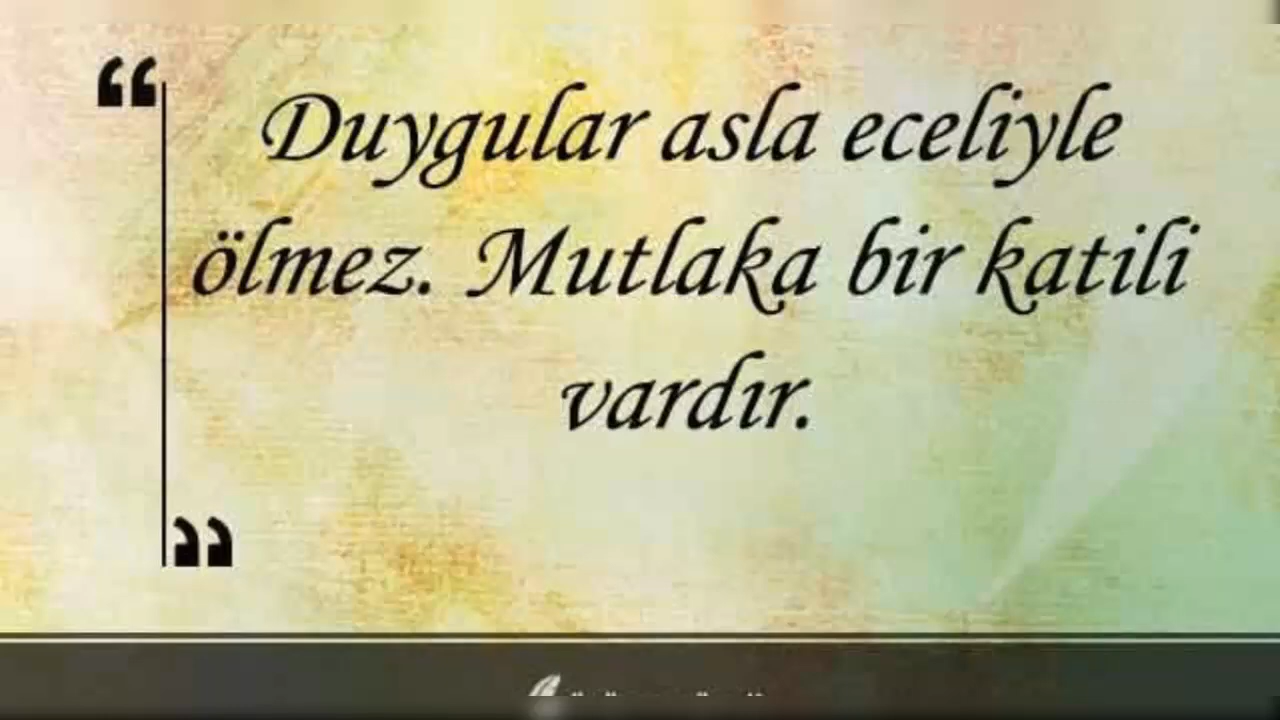 “ Duygular asla eceliyle
ölmez. Mutlaka bir katili
vardır.
”